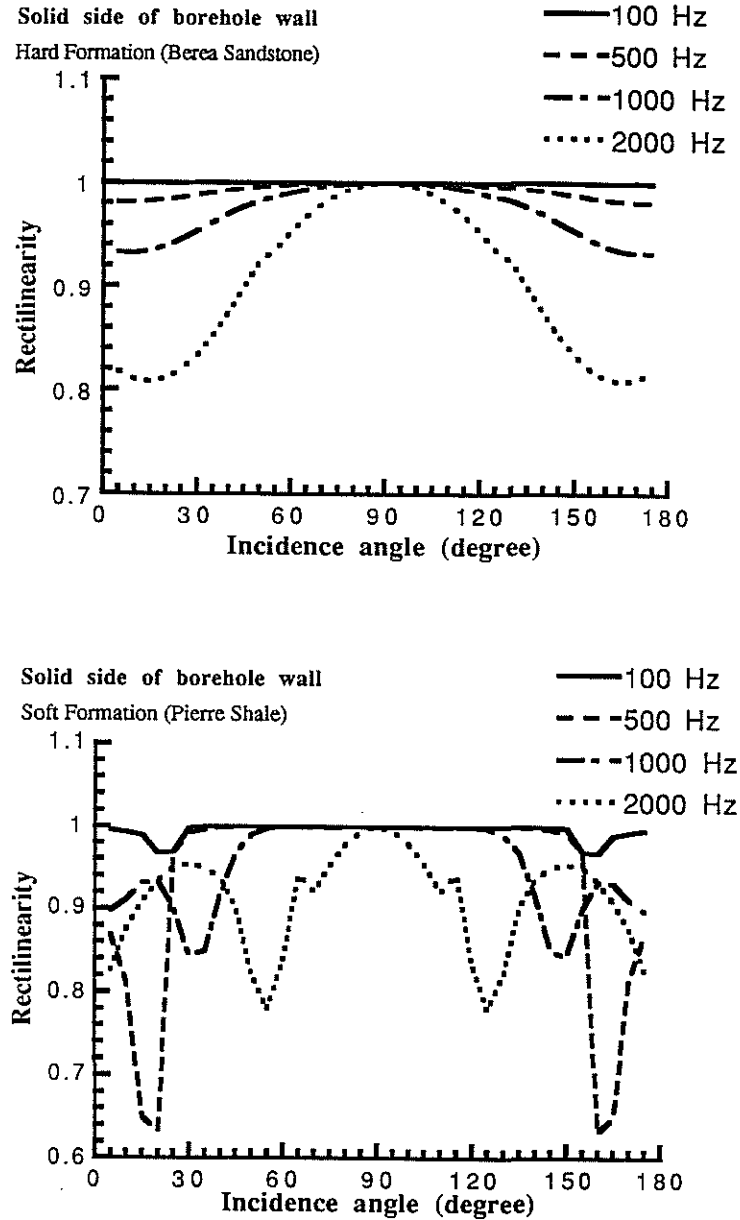 Solid side of borehole wall
Hard Formation (Berea Sandstone)
100 Hz
500 Hz
1000 Hz
2000 Hz
1.1
1
0.9
0.8
0.7
Rectilinearity
0 30 60 90 120 150 180
Incidence angle (degree)
Solid side of borehole wall
Soft Formation (Pierre Shale)
100 Hz
500 Hz
1000 Hz
2000 Hz
1.1
1
0.9
0.8
0.7
0.6
Rectilinearity
0 30 60 90 120 150 180
Incidence angle (degree)